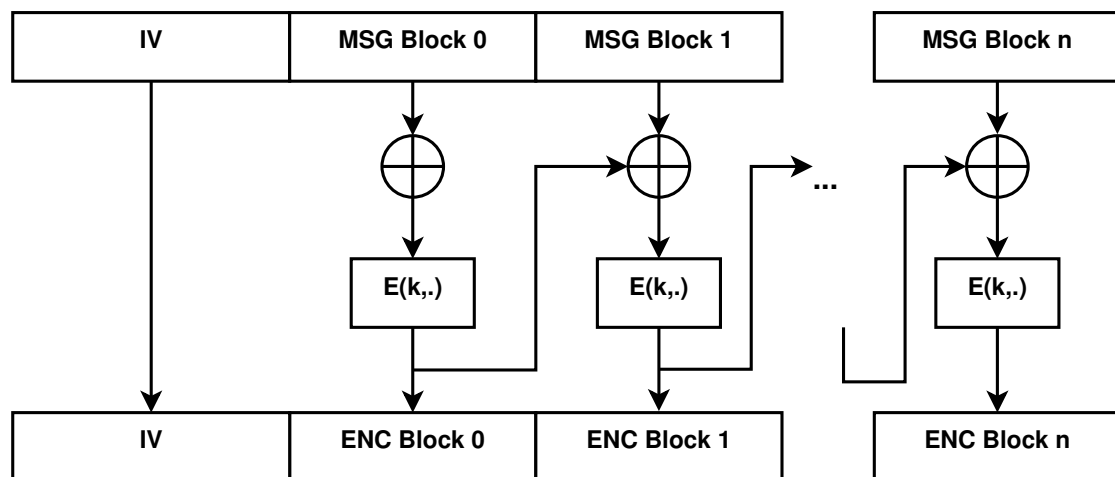 IV MSG Block 0 MSG Block 1 MSG Block n
...
E(k,.) E(k,.) E(k,.)
IV ENC Block 0 ENC Block 1 ENC Block n